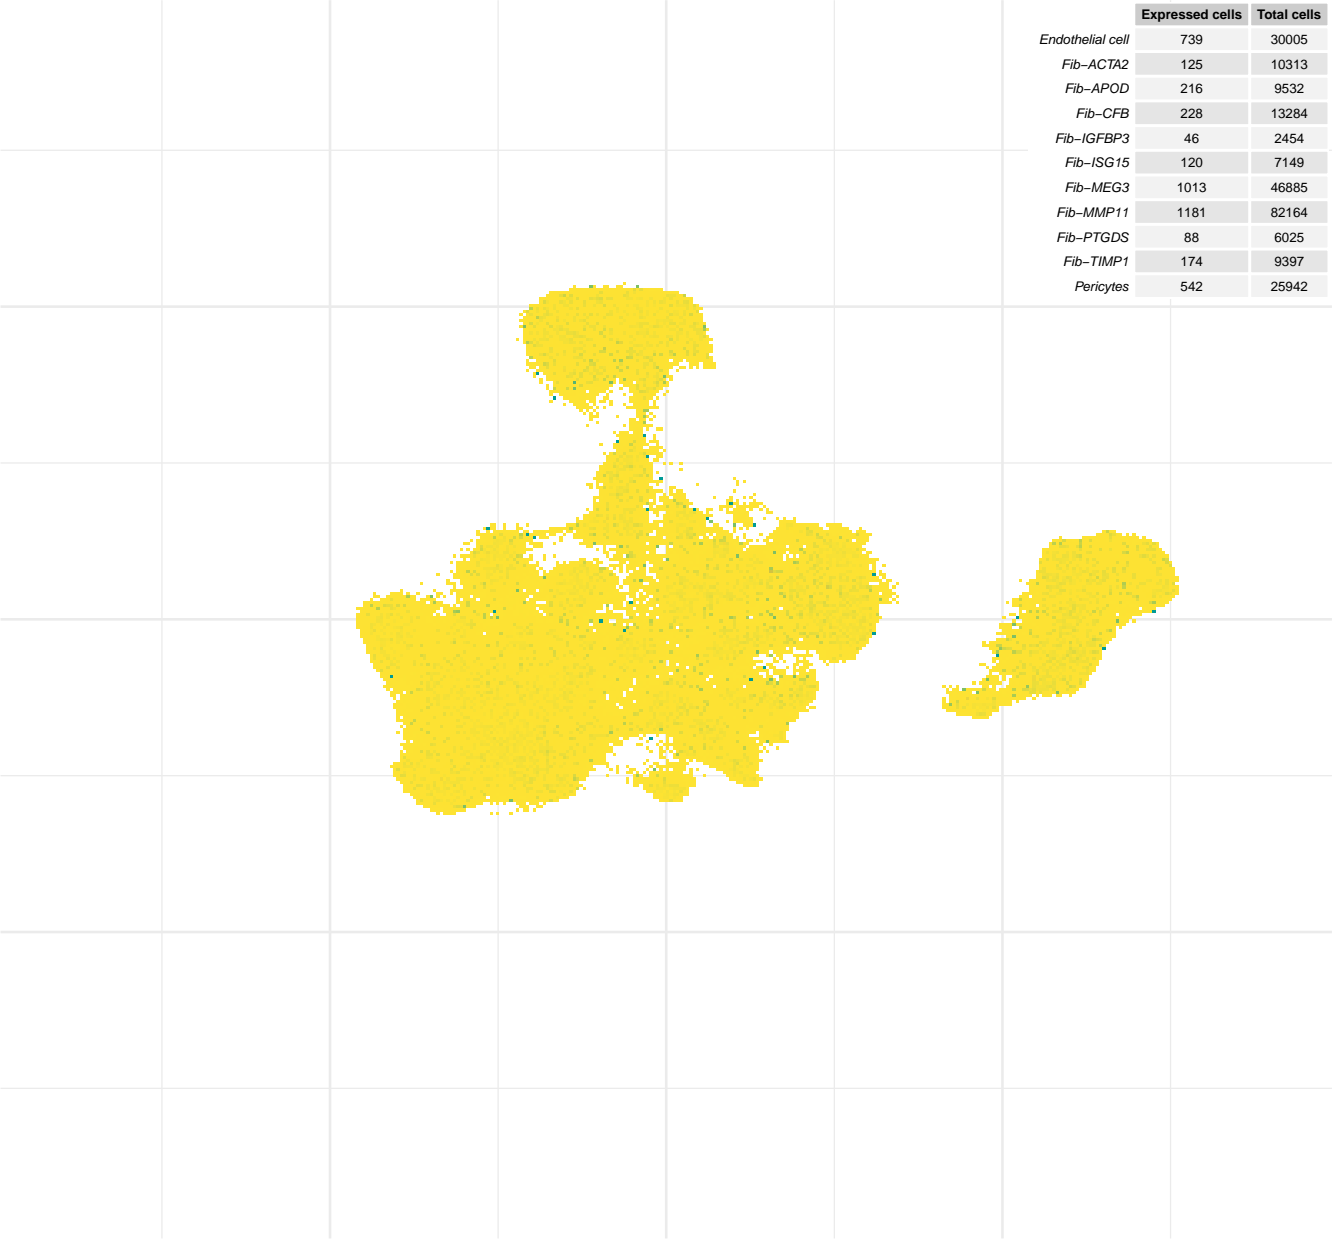 Expressed cells Total cells
Endothelial cell 739 30005
Fib−ACTA2 125 10313
Fib−APOD 216 9532
Fib−CFB 228 13284
Fib−IGFBP3 46 2454
Fib−ISG15 120 7149
Fib−MEG3 1013 46885
Fib−MMP11 1181 82164
Fib−PTGDS 88 6025
Fib−TIMP1 174 9397
Pericytes 542 25942